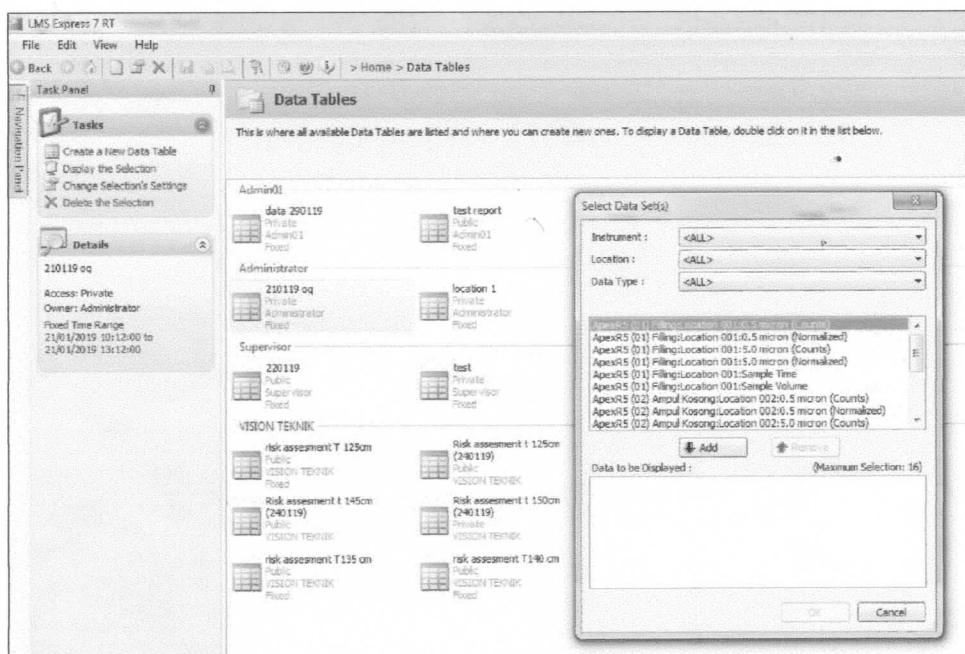 LMS Express 7 RT
File Edit View Help
Back > Home > Data Tables
Navigation Panel
Task Panel
Tasks
Create a New Data Table
Display the Selection
Change Selection's Settings
Delete the Selection
Details
210119 oq
Access: Private
Owner: Administrator
Fixed Time Range
21/01/2019 10:12:00 to
21/01/2019 13:12:00
Data Tables
This is where all available Data Tables are listed and where you can create new ones. To display a Data Table, double click on it in the list below.
Admin01
data 290119
Private
Admin01
Fixed
test report
Public
Admin01
Fixed
Administrator
210119 oq
Private
Administrator
Fixed
location 1
Private
Administrator
Fixed
Supervisor
220119
Public
Supervisor
Fixed
test
Private
Supervisor
Fixed
VISION TEKNIK
risk assesment T 125cm
Public
VISION TEKNIK
Fixed
Risk assesment t 125cm
(240119)
Public
VISION TEKNIK
Risk assesment t 145cm
(240119)
Public
VISION TEKNIK
Risk assesment t 150cm
(240119)
Private
VISION TEKNIK
risk assesment T135 cm
Public
VISION TEKNIK
Fixed
risk assesment T140 cm
Public
VISION TEKNIK
Fixed
Select Data Set(s)
Instrument : <ALL>
Location : <ALL>
Data Type : <ALL>
ApexR5 (01) Filling:Location 001:0.5 micron (Counts)
ApexR5 (01) Filling:Location 001:0.5 micron (Normalized)
ApexR5 (01) Filling:Location 001:5.0 micron (Counts)
ApexR5 (01) Filling:Location 001:5.0 micron (Normalized)
ApexR5 (01) Filling:Location 001:Sample Time
ApexR5 (01) Filling:Location 001:Sample Volume
ApexR5 (02) Ampul Kosong:Location 002:0.5 micron (Counts)
ApexR5 (02) Ampul Kosong:Location 002:0.5 micron (Normalized)
ApexR5 (02) Ampul Kosong:Location 002:5.0 micron (Counts)
Add Remove
Data to be Displayed : (Maximum Selection: 16)
OK Cancel